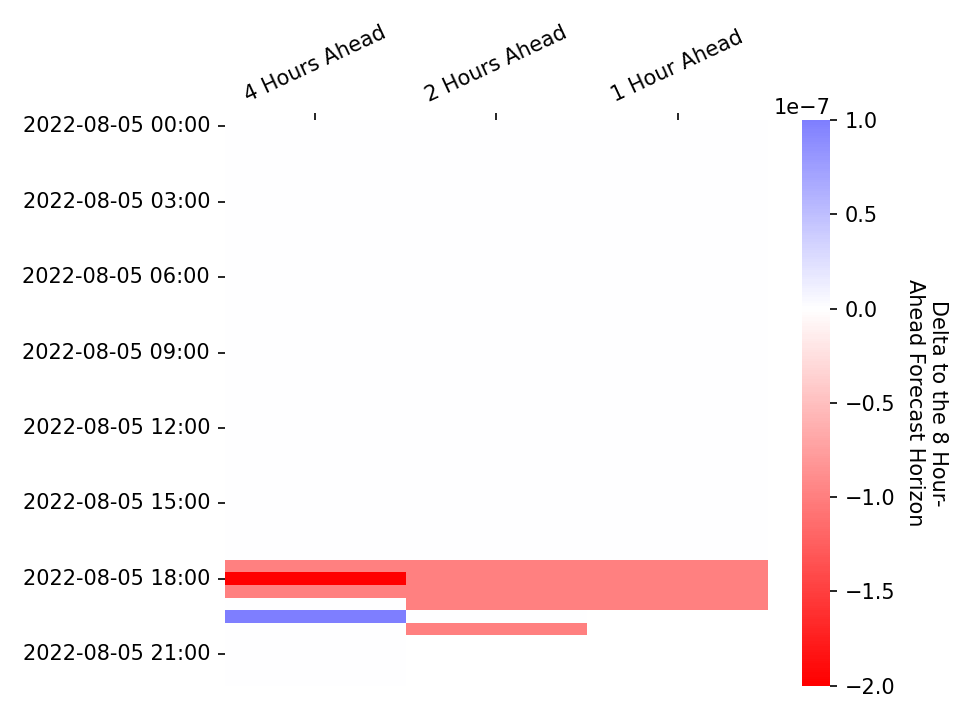 4 Hours Ahead
2 Hours Ahead
1 Hour Ahead
1e−7
2022-08-05 00:00
2022-08-05 03:00
2022-08-05 06:00
2022-08-05 09:00
2022-08-05 12:00
2022-08-05 15:00
2022-08-05 18:00
2022-08-05 21:00
1.0
0.5
0.0
−0.5
−1.0
−1.5
−2.0
Delta to the 8 Hour-
Ahead Forecast Horizon